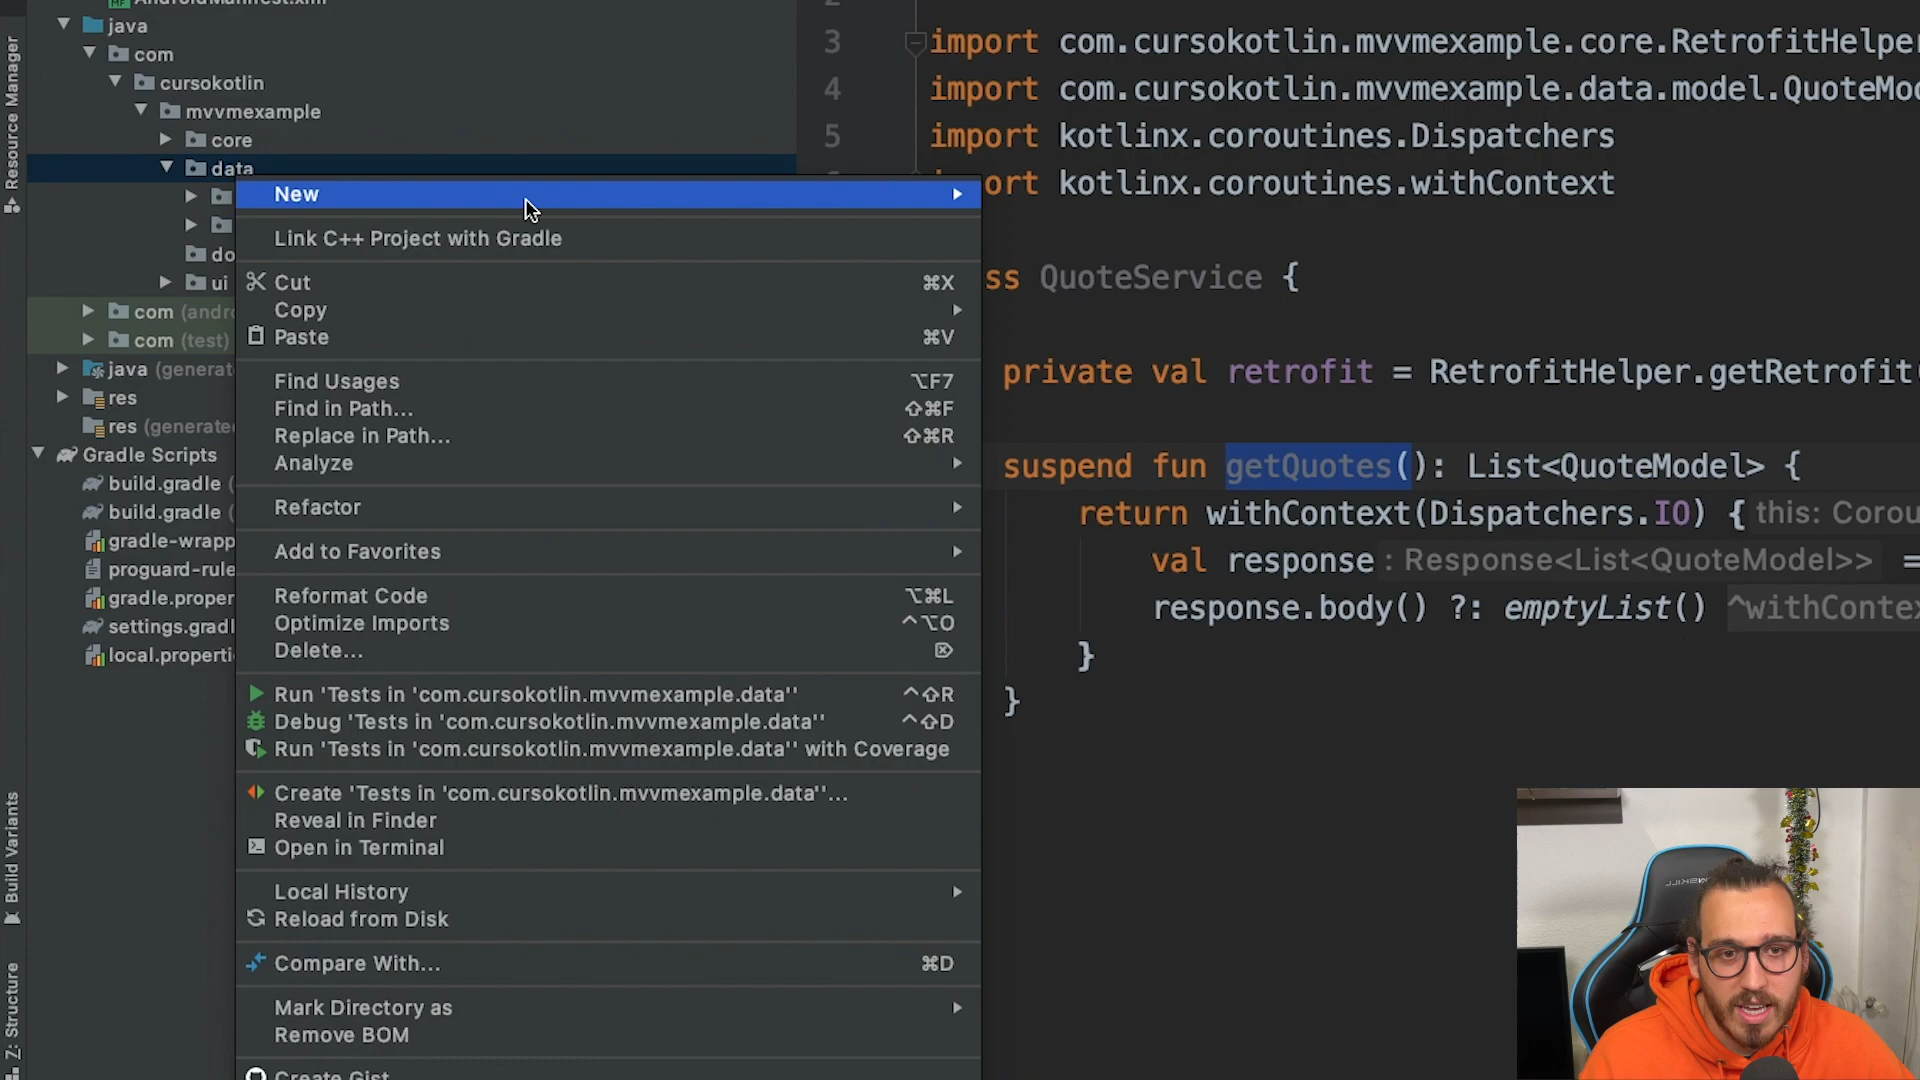 AndroidManifest.xml
java
com
cursokotlin
mvvmexample
core
data
do
ui
com (andro
com (test)
java (generat
res
res (generate
Gradle Scripts
build.gradle (
build.gradle (
gradle-wrapp
proguard-rule
gradle.proper
settings.gradl
local.properti
Resource Manager
Build Variants
Z: Structure
New
Link C++ Project with Gradle
Cut ⌘X
Copy
Paste ⌘V
Find Usages ⌥F7
Find in Path... ⇧⌘F
Replace in Path... ⇧⌘R
Analyze
Refactor
Add to Favorites
Reformat Code ⌥⌘L
Optimize Imports ^⌥O
Delete... ⌦
Run 'Tests in 'com.cursokotlin.mvvmexample.data'' ^⇧R
Debug 'Tests in 'com.cursokotlin.mvvmexample.data'' ^⇧D
Run 'Tests in 'com.cursokotlin.mvvmexample.data'' with Coverage
Create 'Tests in 'com.cursokotlin.mvvmexample.data''...
Reveal in Finder
Open in Terminal
Local History
Reload from Disk
Compare With... ⌘D
Mark Directory as
Remove BOM
Create Gist
3 import com.cursokotlin.mvvmexample.core.RetrofitHelper
4 import com.cursokotlin.mvvmexample.data.model.QuoteMo
5 import kotlinx.coroutines.Dispatchers
ort kotlinx.coroutines.withContext
ss QuoteService {
private val retrofit = RetrofitHelper.getRetrofit(
suspend fun getQuotes(): List<QuoteModel> {
return withContext(Dispatchers.IO) { this: Corou
val response : Response<List<QuoteModel>> =
response.body() ?: emptyList() ^withContex
}
}